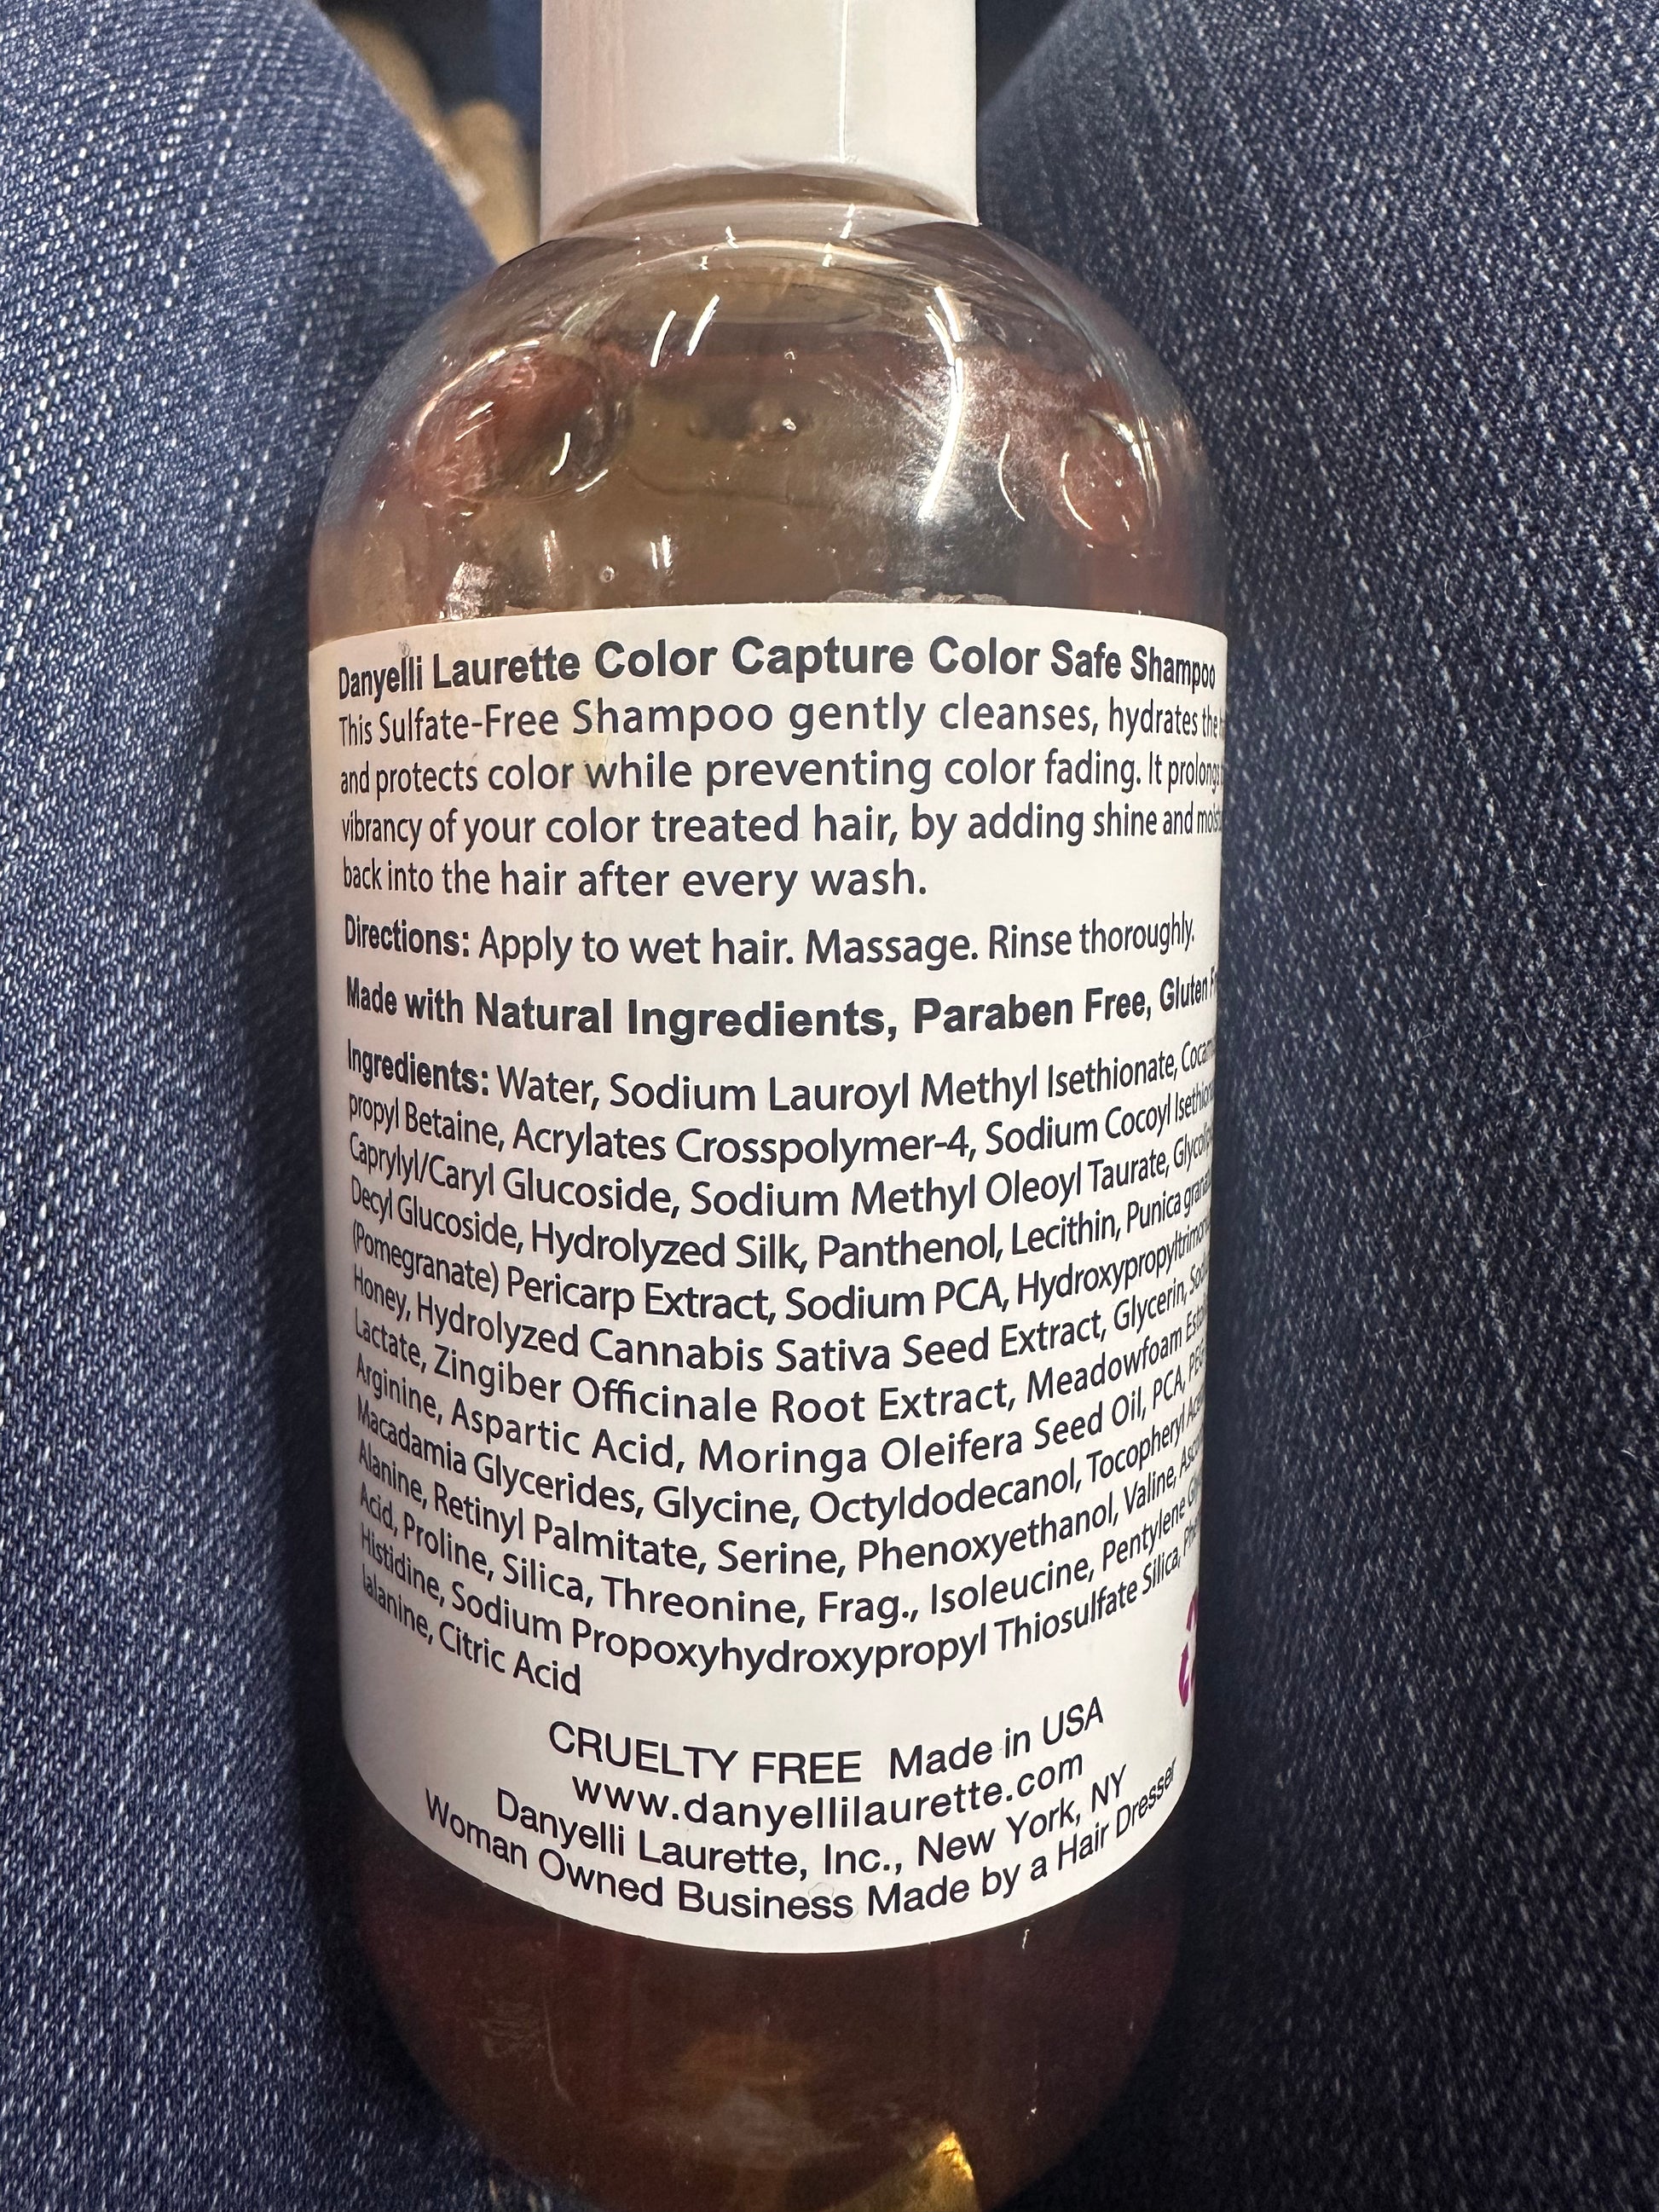 Danyelli Laurette Color Capture Color Safe Shampoo
This Sulfate-Free Shampoo gently cleanses, hydrates the
and protects color while preventing color fading. It prolongs
vibrancy of your color treated hair, by adding shine and
back into the hair after every wash.
Directions: Apply to wet hair. Massage. Rinse thoroughly.
Made with Natural Ingredients, Paraben Free, Gluten
Ingredients: Water, Sodium Lauroyl Methyl Isethionate,
propyl Betaine, Acrylates Crosspolymer-4, Sodium Cocoyl
Caprylyl/Caryl Glucoside, Sodium Methyl Oleoyl Taurate,
Decyl Glucoside, Hydrolyzed Silk, Panthenol, Lecithin, Punica
(Pomegranate) Pericarp Extract, Sodium PCA,
Honey, Hydrolyzed Cannabis Sativa Seed Extract, Glycerin,
Lactate, Zingiber Officinale Root Extract, Meadowfoam
Arginine, Aspartic Acid, Moringa Oleifera Seed Oil, PCA,
Macadamia Glycerides, Glycine, Octyldodecanol, Tocopheryl
Alanine, Retinyl Palmitate, Serine, Phenoxyethanol, Valine,
Acid, Proline, Silica, Threonine, Frag., Isoleucine, Pentylene
Histidine, Sodium Propoxyhydroxypropyl Thiosulfate Silica,
lalanine, Citric Acid
CRUELTY FREE Made in USA
www.danyellilaurette.com
Danyelli Laurette, Inc., New York, NY
Woman Owned Business Made by a Hair Dresser